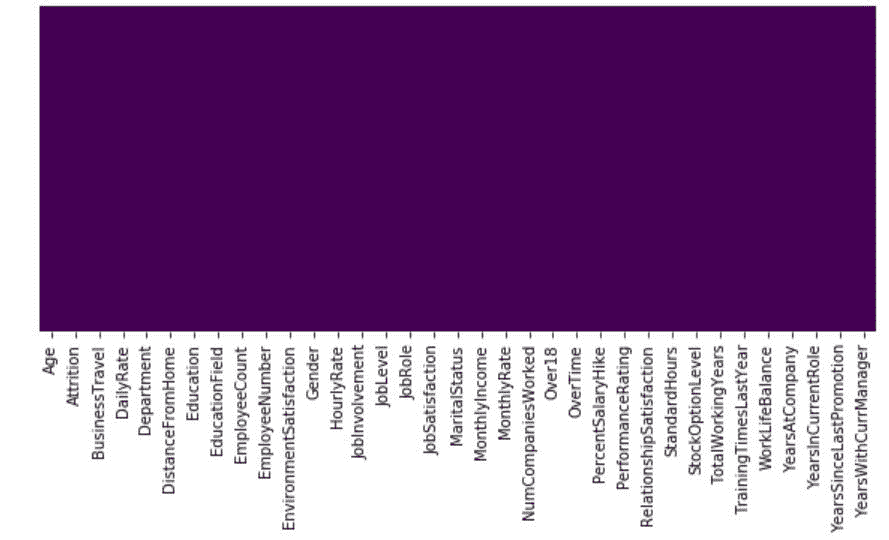 Age
Attrition
BusinessTravel
DailyRate
Department
DistanceFromHome
Education
EducationField
EmployeeCount
EmployeeNumber
EnvironmentSatisfaction
Gender
HourlyRate
JobInvolvement
JobLevel
JobRole
JobSatisfaction
MaritalStatus
MonthlyIncome
MonthlyRate
NumCompaniesWorked
Over18
OverTime
PercentSalaryHike
PerformanceRating
RelationshipSatisfaction
StandardHours
StockOptionLevel
TotalWorkingYears
TrainingTimesLastYear
WorkLifeBalance
YearsAtCompany
YearsInCurrentRole
YearsSinceLastPromotion
YearsWithCurrManager